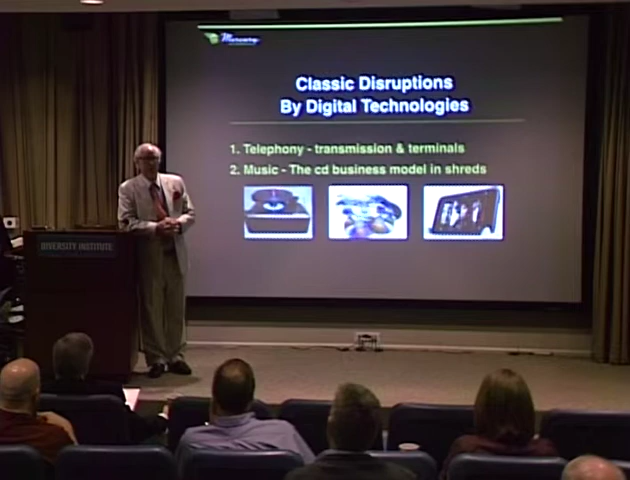 Mercury
Classic Disruptions
By Digital Technologies
1. Telephony - transmission & terminals
2. Music - The cd business model in shreds
DIVERSITY INSTITUTE